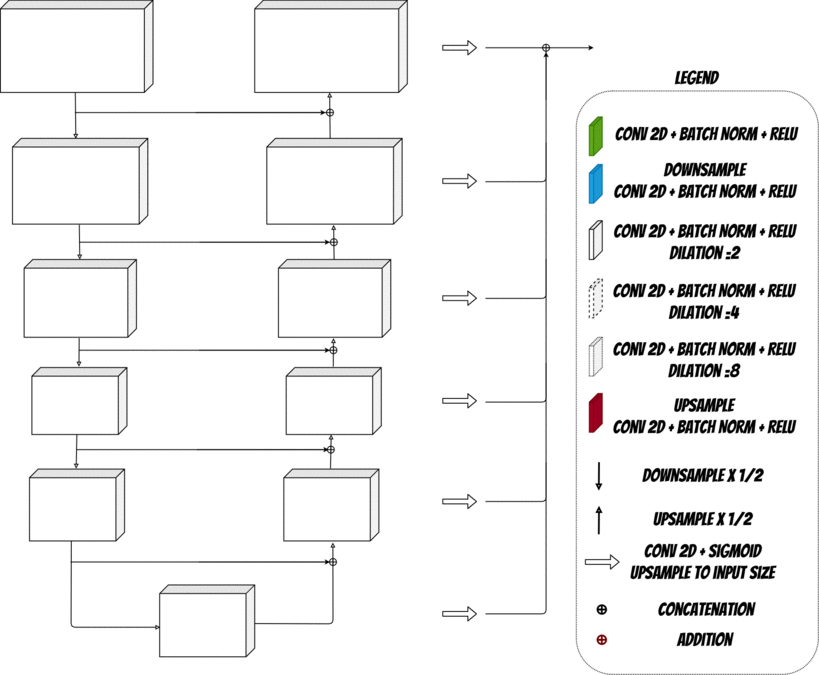 LEGEND
CONV 2D + BATCH NORM + RELU
DOWNSAMPLE
CONV 2D + BATCH NORM + RELU
CONV 2D + BATCH NORM + RELU
DILATION =2
CONV 2D + BATCH NORM + RELU
DILATION =4
CONV 2D + BATCH NORM + RELU
DILATION =8
UPSAMPLE
CONV 2D + BATCH NORM + RELU
DOWNSAMPLE X 1/2
UPSAMPLE X 1/2
CONV 2D + SIGMOID
UPSAMPLE TO INPUT SIZE
CONCATENATION
ADDITION